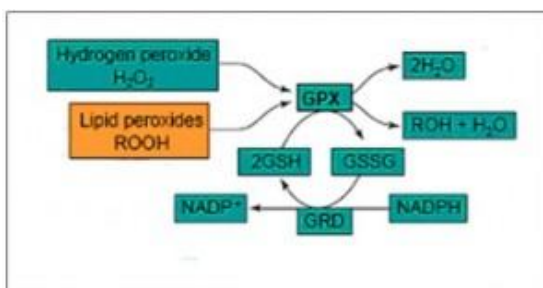 Hydrogen peroxide
H₂O₂
2H₂O
GPX
Lipid peroxides
ROOH
ROH + H₂O
2GSH
GSSG
NADP⁺
GRD
NADPH